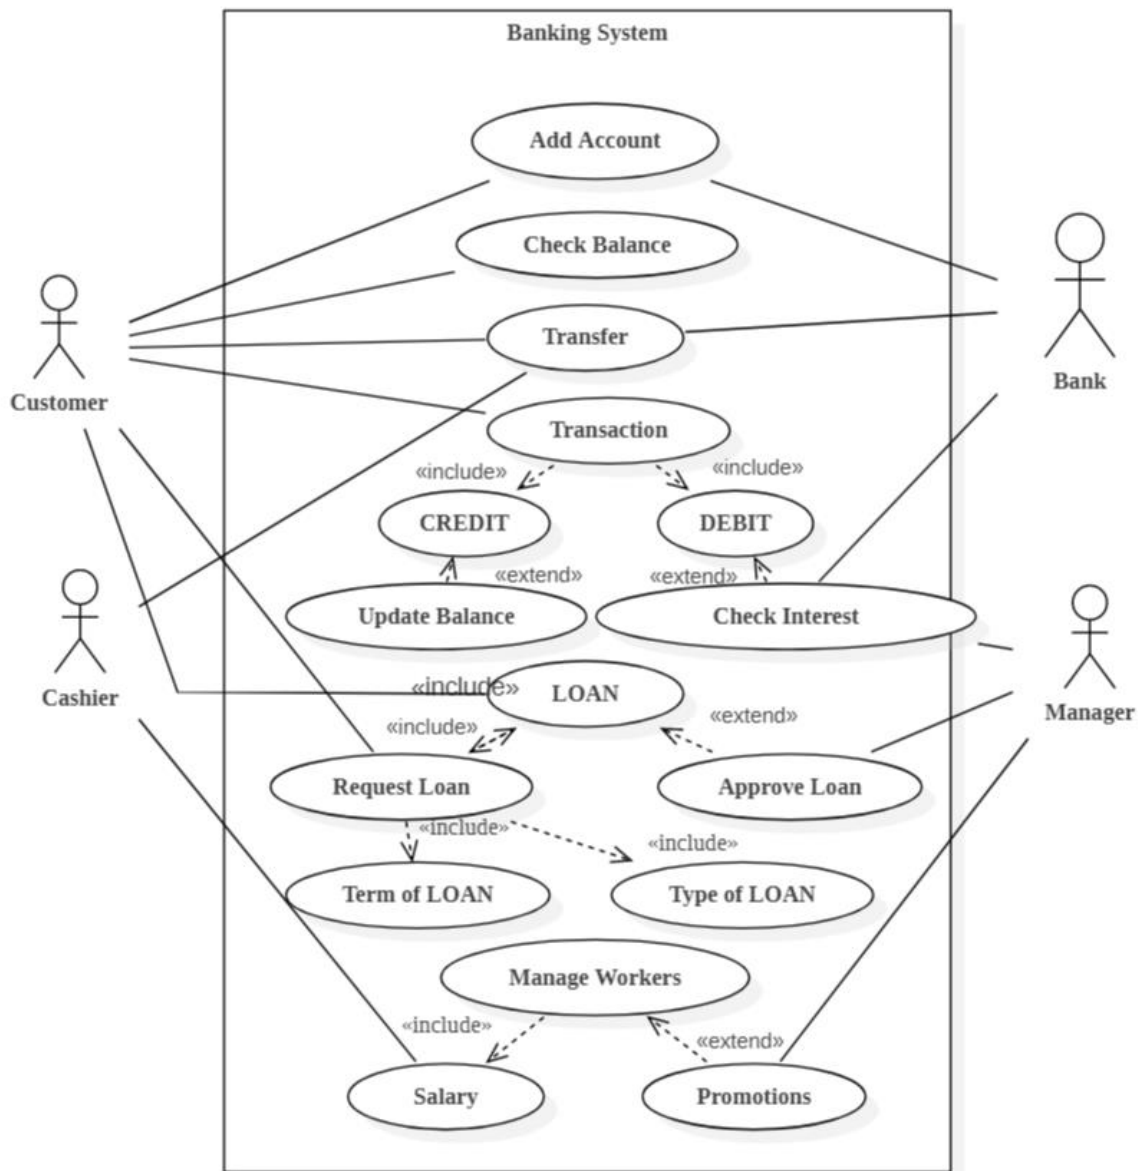 Banking System
Add Account
Check Balance
Transfer
Customer
Bank
Transaction
«include»
«include»
CREDIT
DEBIT
«extend»
«extend»
Update Balance
Check Interest
Cashier
«include»
LOAN
Manager
«include»
«extend»
Request Loan
Approve Loan
«include»
«include»
Term of LOAN
Type of LOAN
Manage Workers
«include»
«extend»
Salary
Promotions